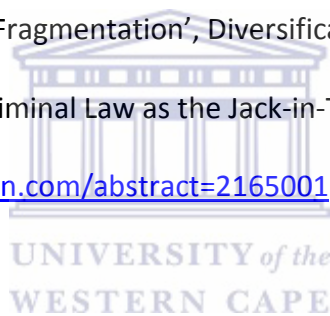 Fragmentation’, Diversifica
iminal Law as the Jack-in-T
n.com/abstract=2165001
UNIVERSITY of the
WESTERN CAPE